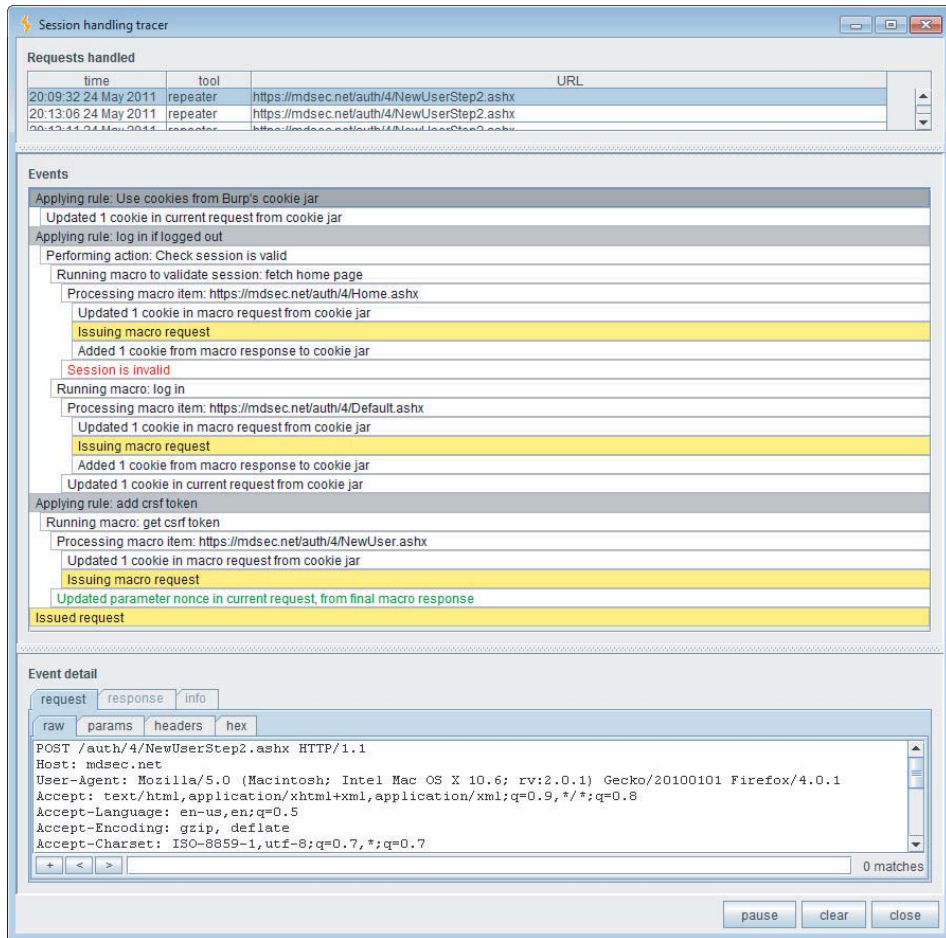 Session handling tracer
Requests handled
time tool URL
20:09:32 24 May 2011 repeater https://mdsec.net/auth/4/NewUserStep2.ashx
20:13:06 24 May 2011 repeater https://mdsec.net/auth/4/NewUserStep2.ashx
Events
Applying rule: Use cookies from Burp's cookie jar
Updated 1 cookie in current request from cookie jar
Applying rule: log in if logged out
Performing action: Check session is valid
Running macro to validate session: fetch home page
Processing macro item: https://mdsec.net/auth/4/Home.ashx
Updated 1 cookie in macro request from cookie jar
Issuing macro request
Added 1 cookie from macro response to cookie jar
Session is invalid
Running macro: log in
Processing macro item: https://mdsec.net/auth/4/Default.ashx
Updated 1 cookie in macro request from cookie jar
Issuing macro request
Added 1 cookie from macro response to cookie jar
Updated 1 cookie in current request from cookie jar
Applying rule: add crsf token
Running macro: get csrf token
Processing macro item: https://mdsec.net/auth/4/NewUser.ashx
Updated 1 cookie in macro request from cookie jar
Issuing macro request
Updated parameter nonce in current request, from final macro response
Issued request
Event detail
request response info
raw params headers hex
POST /auth/4/NewUserStep2.ashx HTTP/1.1
Host: mdsec.net
User-Agent: Mozilla/5.0 (Macintosh; Intel Mac OS X 10.6; rv:2.0.1) Gecko/20100101 Firefox/4.0.1
Accept: text/html,application/xhtml+xml,application/xml;q=0.9,*/*;q=0.8
Accept-Language: en-us,en;q=0.5
Accept-Encoding: gzip, deflate
Accept-Charset: ISO-8859-1,utf-8;q=0.7,*;q=0.7
+ < > 0 matches
pause clear close